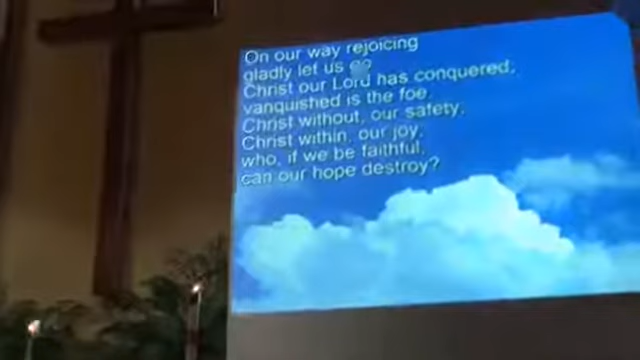 On our way rejoicing
gladly let us go
Christ our Lord has conquered,
vanquished is the foe.
Christ without, our safety;
Christ within, our joy;
who, if we be faithful,
can our hope destroy?